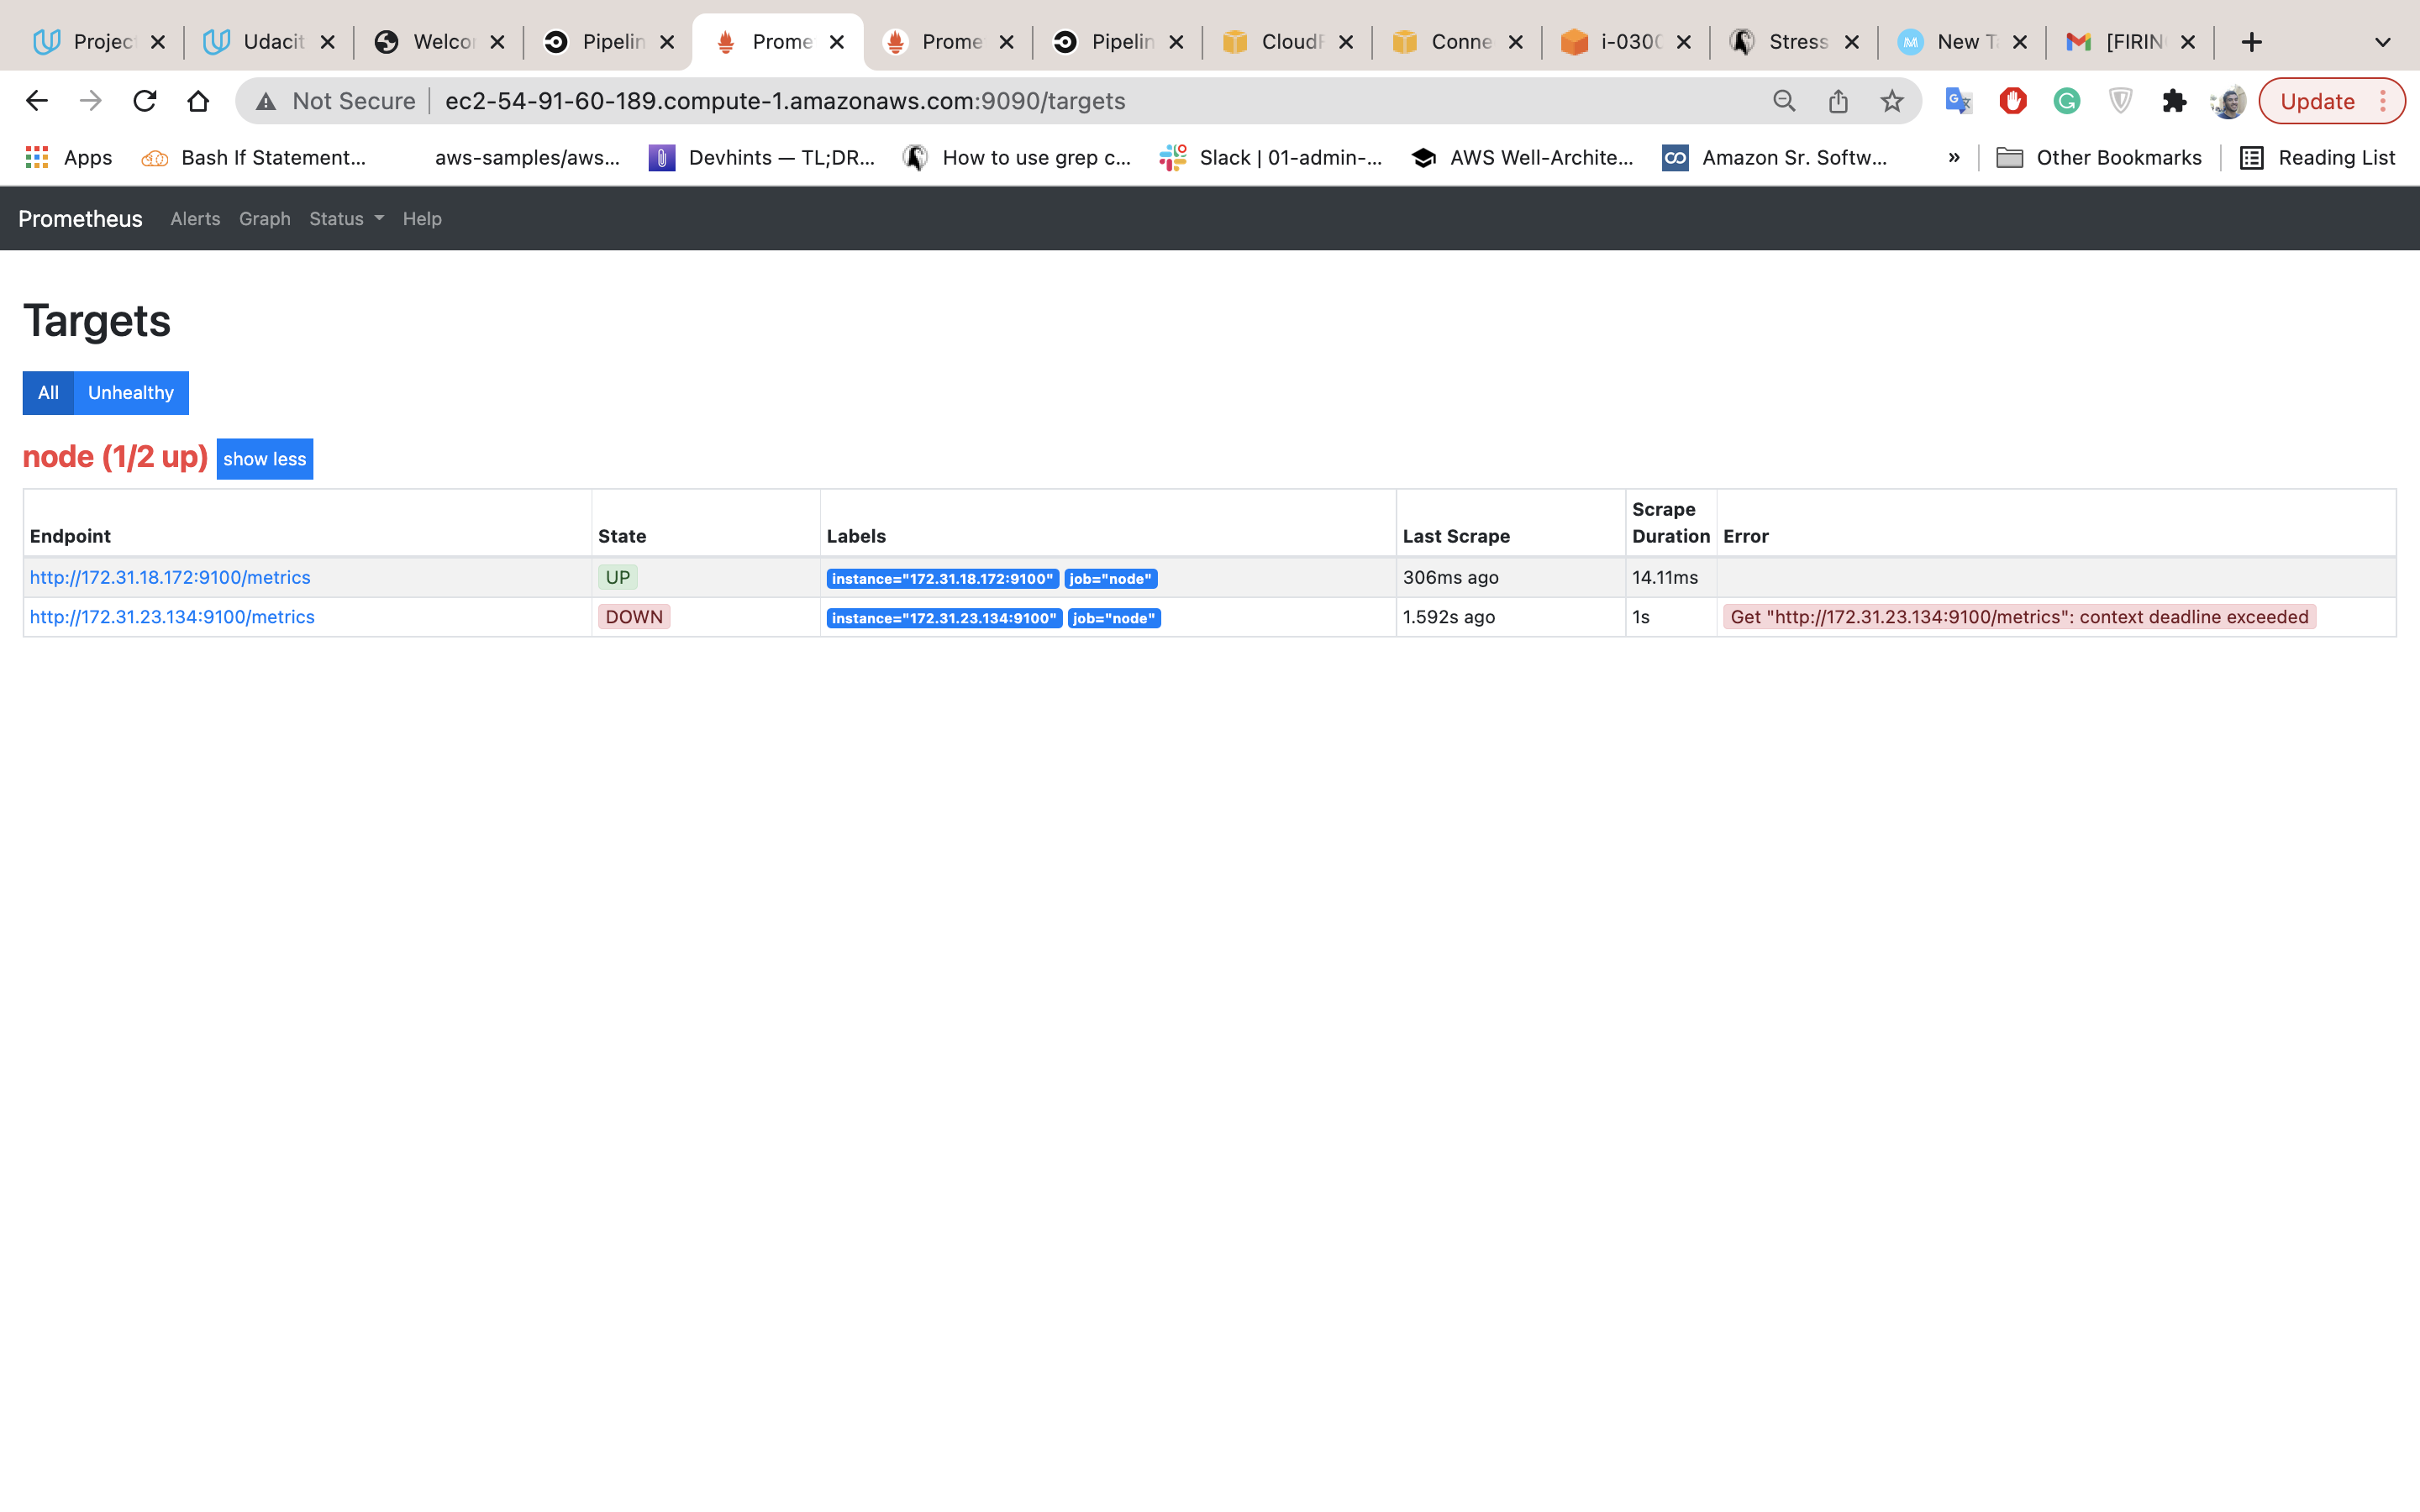 Projec Udacit Welco Pipelin Prome Prome Pipelin CloudF Conne i-0300 Stress New T [FIRIN
Not Secure ec2-54-91-60-189.compute-1.amazonaws.com:9090/targets Update
Apps Bash If Statement... aws-samples/aws... Devhints — TL;DR... How to use grep c... Slack | 01-admin-... AWS Well-Archite... Amazon Sr. Softw... » Other Bookmarks Reading List
Prometheus Alerts Graph Status Help
Targets
All Unhealthy
node (1/2 up) show less
Endpoint State Labels Last Scrape Scrape Duration Error
http://172.31.18.172:9100/metrics UP instance="172.31.18.172:9100" job="node" 306ms ago 14.11ms
http://172.31.23.134:9100/metrics DOWN instance="172.31.23.134:9100" job="node" 1.592s ago 1s Get "http://172.31.23.134:9100/metrics": context deadline exceeded